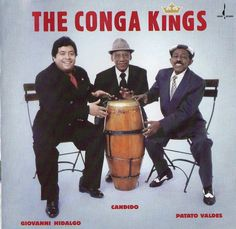 THE CONGA KINGS
CANDIDO
PATATO VALDES
GIOVANNI HIDALGO